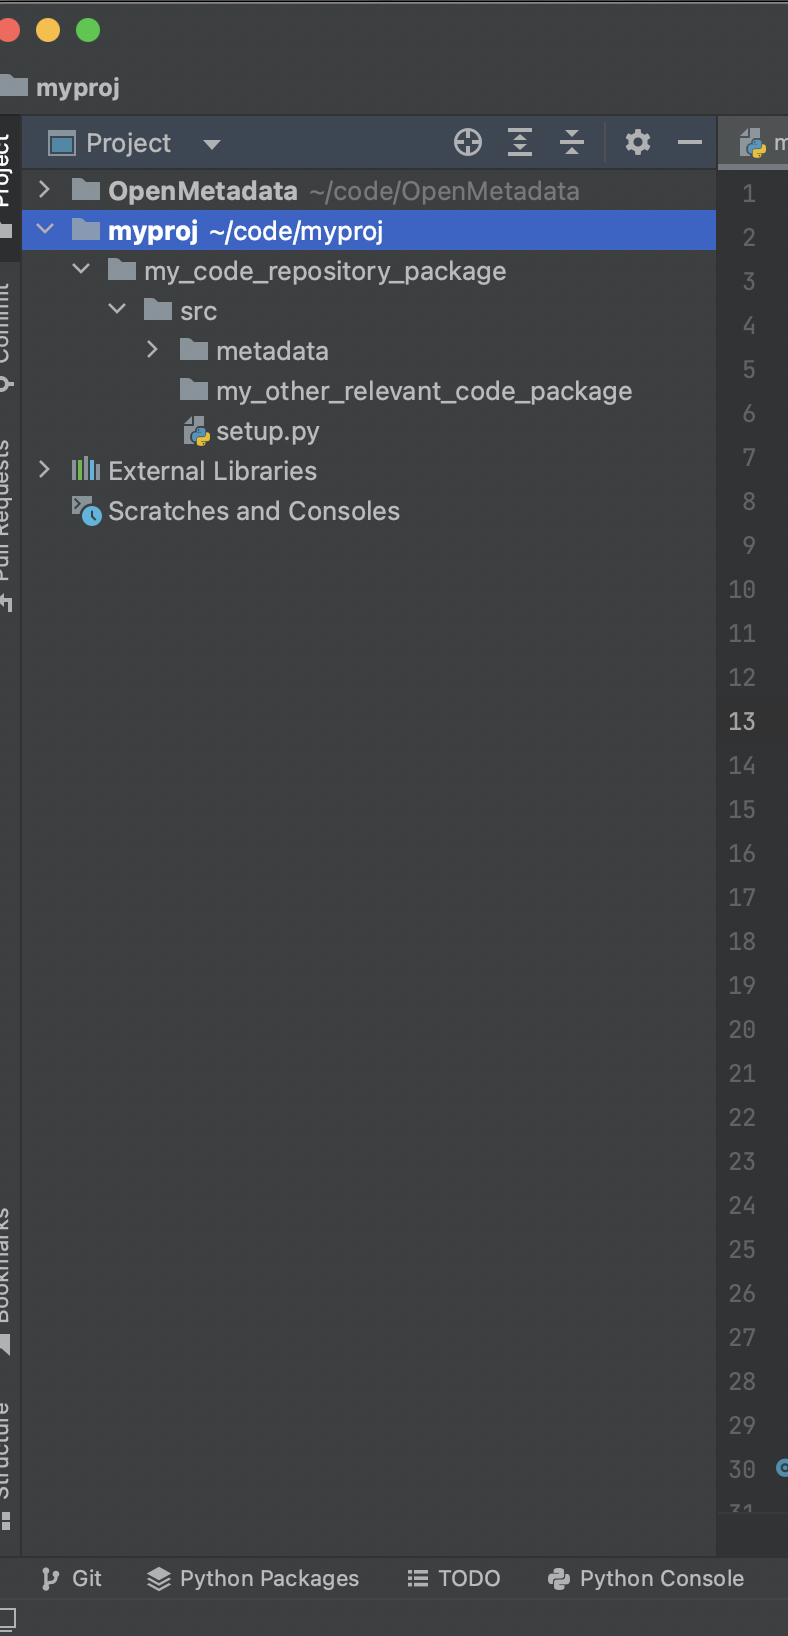 myproj
Project
Project
Commit
Pull Requests
Bookmarks
Structure
OpenMetadata ~/code/OpenMetadata
myproj ~/code/myproj
my_code_repository_package
src
metadata
my_other_relevant_code_package
setup.py
External Libraries
Scratches and Consoles
m
1
2
3
4
5
6
7
8
9
10
11
12
13
14
15
16
17
18
19
20
21
22
23
24
25
26
27
28
29
30
31
Git Python Packages TODO Python Console